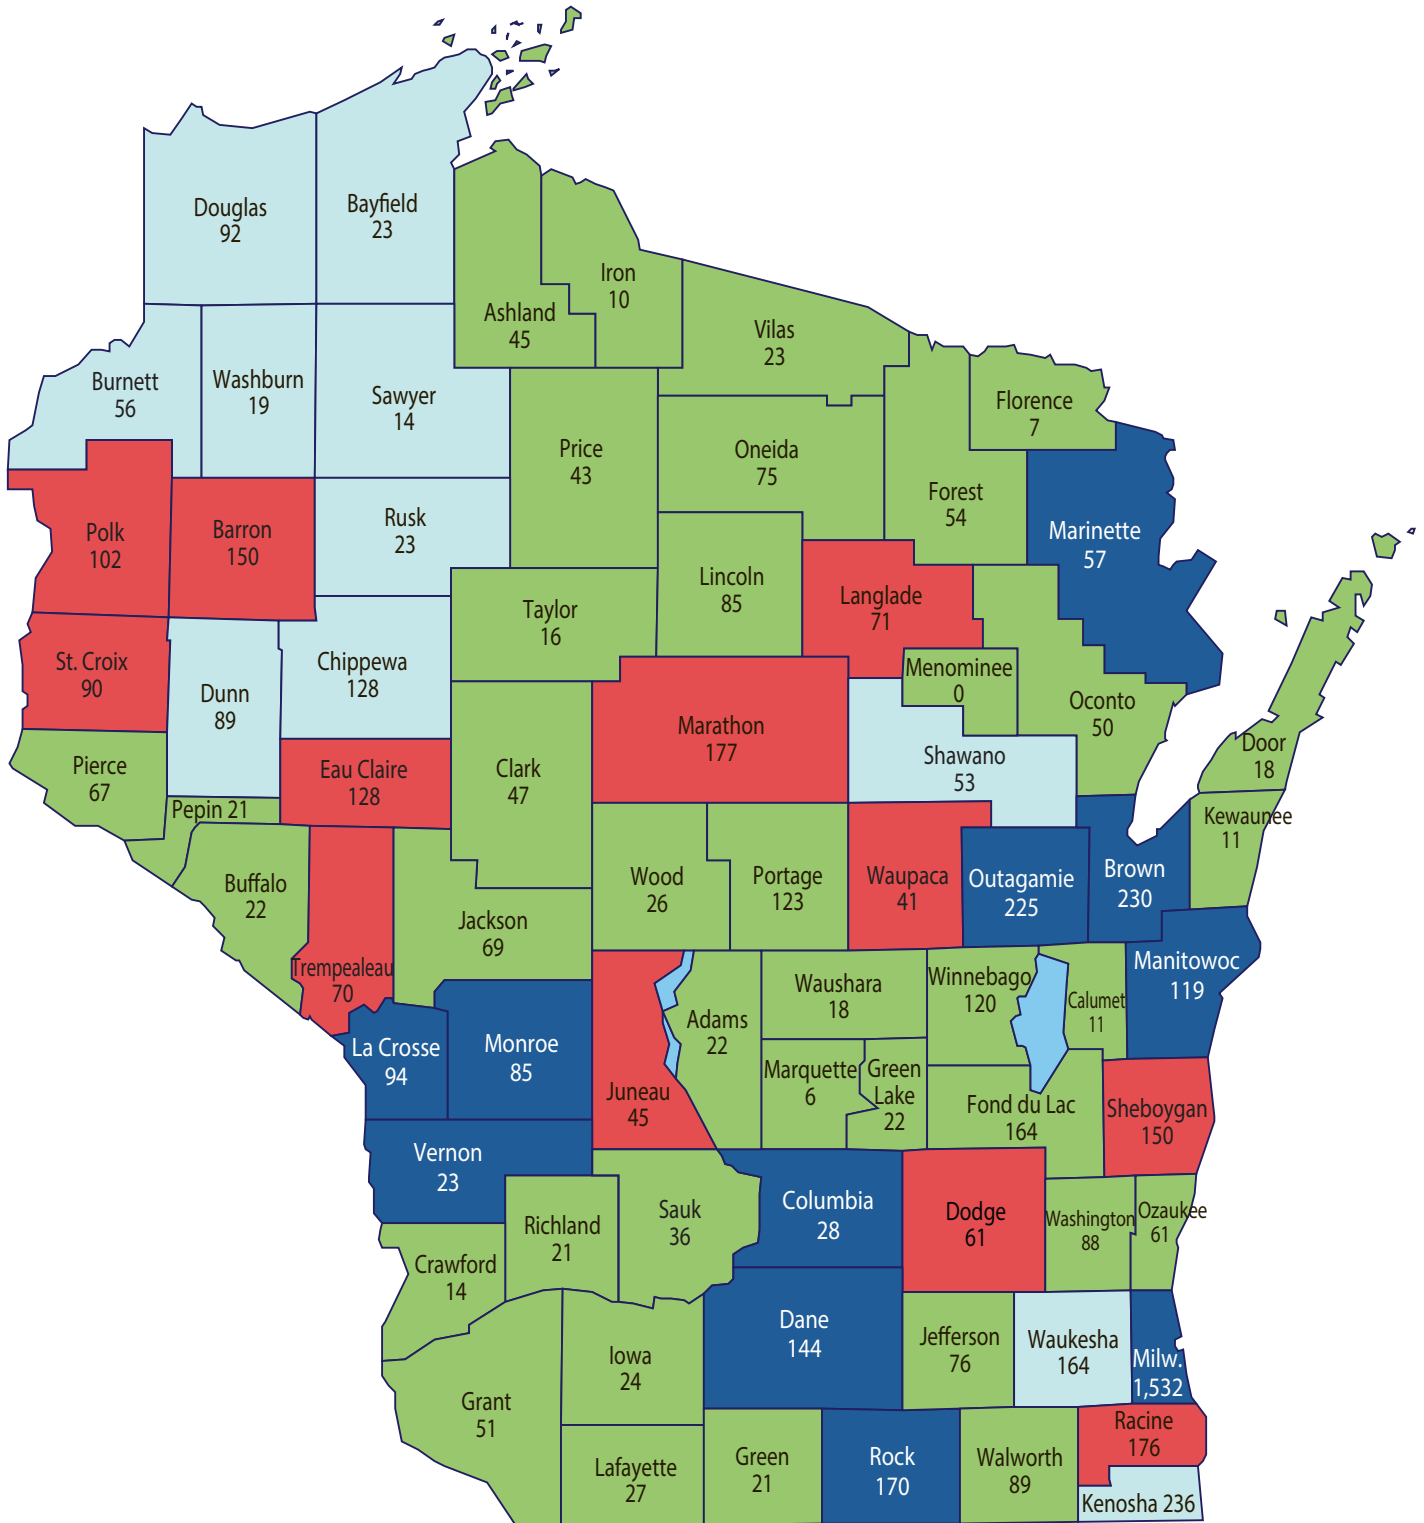 Douglas
92
Bayfield
23
Iron
10
Ashland
45
Vilas
23
Burnett
56
Washburn
19
Sawyer
14
Florence
7
Price
43
Oneida
75
Forest
54
Marinette
57
Polk
102
Barron
150
Rusk
23
Lincoln
85
Langlade
71
Taylor
16
St. Croix
90
Dunn
89
Chippewa
128
Menominee
0
Oconto
50
Marathon
177
Shawano
53
Door
18
Pierce
67
Eau Claire
128
Clark
47
Pepin 21
Kewaunee
11
Buffalo
22
Wood
26
Portage
123
Waupaca
41
Outagamie
225
Brown
230
Jackson
69
Trempealeau
70
Manitowoc
119
Waushara
18
Winnebago
120
Calumet
11
Adams
22
La Crosse
94
Monroe
85
Juneau
45
Marquette
6
Green
Lake
22
Fond du Lac
164
Sheboygan
150
Vernon
23
Columbia
28
Dodge
61
Washington
88
Ozaukee
61
Richland
21
Sauk
36
Crawford
14
Dane
144
Jefferson
76
Waukesha
164
Milw.
1,532
Iowa
24
Grant
51
Racine
176
Lafayette
27
Green
21
Rock
170
Walworth
89
Kenosha 236